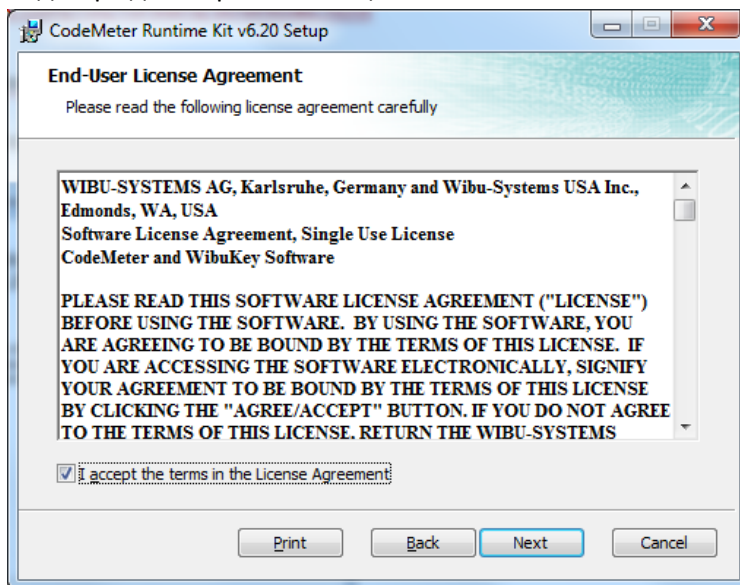 CodeMeter Runtime Kit v6.20 Setup
End-User License Agreement
Please read the following license agreement carefully
WIBU-SYSTEMS AG, Karlsruhe, Germany and Wibu-Systems USA Inc.,
Edmonds, WA, USA
Software License Agreement, Single Use License
CodeMeter and WibuKey Software
PLEASE READ THIS SOFTWARE LICENSE AGREEMENT ("LICENSE")
BEFORE USING THE SOFTWARE. BY USING THE SOFTWARE, YOU
ARE AGREEING TO BE BOUND BY THE TERMS OF THIS LICENSE. IF
YOU ARE ACCESSING THE SOFTWARE ELECTRONICALLY, SIGNIFY
YOUR AGREEMENT TO BE BOUND BY THE TERMS OF THIS LICENSE
BY CLICKING THE "AGREE/ACCEPT" BUTTON. IF YOU DO NOT AGREE
TO THE TERMS OF THIS LICENSE, RETURN THE WIBU-SYSTEMS
I accept the terms in the License Agreement
Print Back Next Cancel